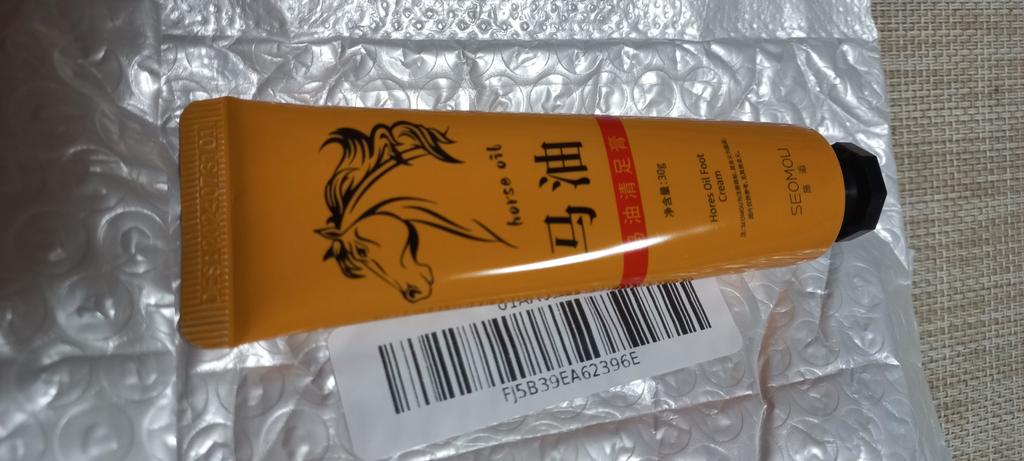 horse oil
马油
马油清足膏
净含量:30g
Hores Oil Foot
Cream
SEOMOU
FJ5B39EA62396E